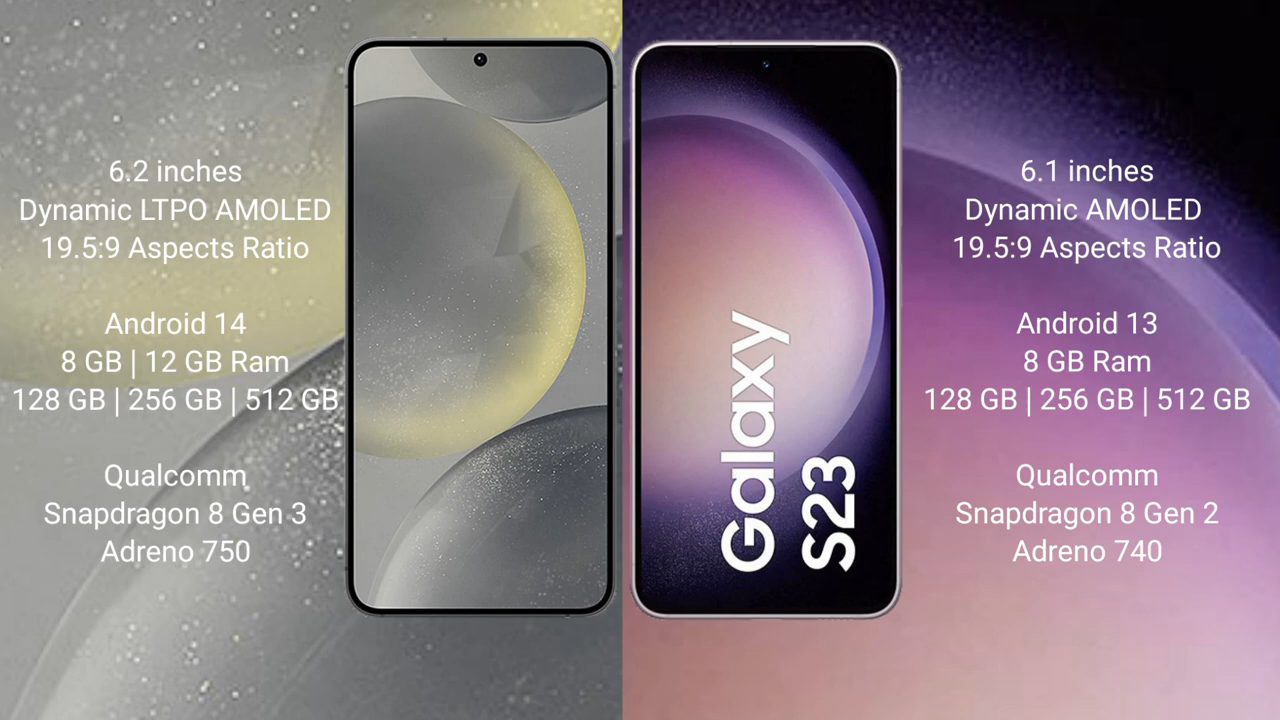 6.2 inches
Dynamic LTPO AMOLED
19.5:9 Aspects Ratio
Android 14
8 GB | 12 GB Ram
128 GB | 256 GB | 512 GB
Qualcomm
Snapdragon 8 Gen 3
Adreno 750
Galaxy
S23
6.1 inches
Dynamic AMOLED
19.5:9 Aspects Ratio
Android 13
8 GB Ram
128 GB | 256 GB | 512 GB
Qualcomm
Snapdragon 8 Gen 2
Adreno 740